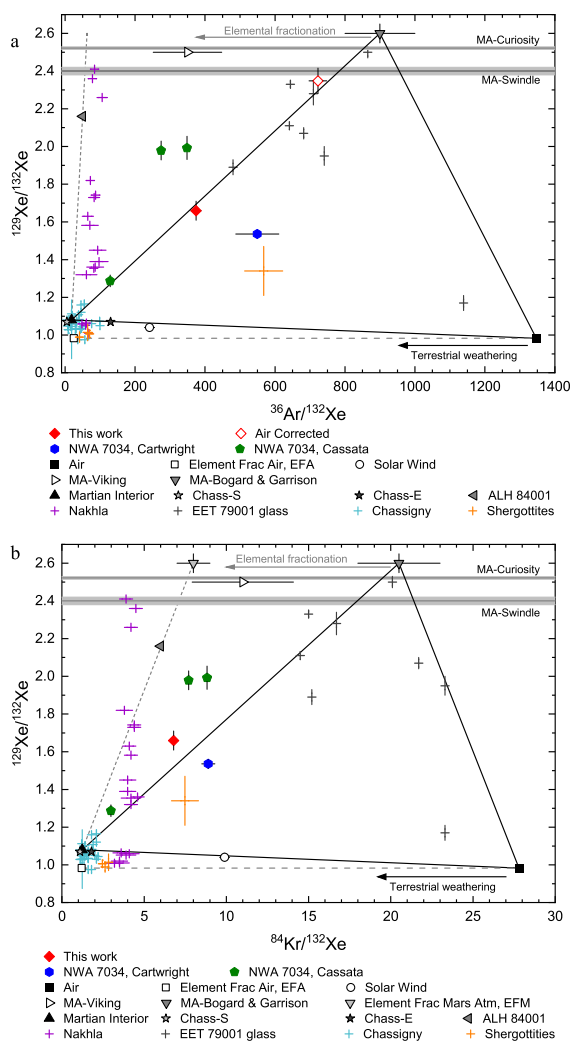 a
2.6
2.4
2.2
2.0
1.8
1.6
1.4
1.2
1.0
0.8
129Xe/132Xe
Elemental fractionation
MA-Curiosity
MA-Swindle
Terrestrial weathering
0 200 400 600 800 1000 1200 1400
36Ar/132Xe
This work Air Corrected
NWA 7034, Cartwright NWA 7034, Cassata
Air Element Frac Air, EFA Solar Wind
MA-Viking MA-Bogard & Garrison
Martian Interior Chass-S Chass-E ALH 84001
Nakhla EET 79001 glass Chassigny Shergottites
b
2.6
2.4
2.2
2.0
1.8
1.6
1.4
1.2
1.0
0.8
129Xe/132Xe
Elemental fractionation
MA-Curiosity
MA-Swindle
Terrestrial weathering
0 5 10 15 20 25 30
84Kr/132Xe
This work
NWA 7034, Cartwright NWA 7034, Cassata
Air Element Frac Air, EFA Solar Wind
MA-Viking MA-Bogard & Garrison Element Frac Mars Atm, EFM
Martian Interior Chass-S Chass-E ALH 84001
Nakhla EET 79001 glass Chassigny Shergottites